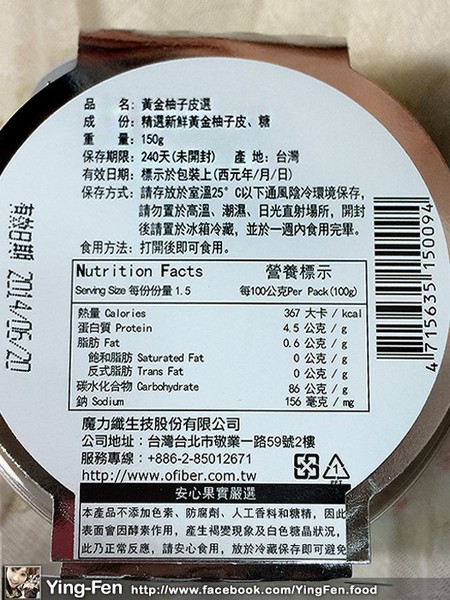 品　名：黃金柚子皮選
成　份：精選新鮮黃金柚子皮、糖
重　量：150g
保存期限：240天(未開封)　產　地：台灣
有效日期：標示於包裝上(西元年/月/日)
保存方式：請存放於室溫25°C以下通風陰冷環境保存，
請勿置於高溫、潮濕、日光直射場所，開封
後請置於冰箱冷藏，並於一週內食用完畢。
食用方法：打開後即可食用。
Nutrition Facts　營養標示
Serving Size 每份份量 1.5　每100公克Per Pack(100g)
熱量 Calories　367 大卡 / kcal
蛋白質 Protein　4.5 公克 / g
脂肪 Fat　0.6 公克 / g
飽和脂肪 Saturated Fat　0 公克 / g
反式脂肪 Trans Fat　0 公克 / g
碳水化合物 Carbohydrate　86 公克 / g
鈉 Sodium　156 毫克 / mg
魔力纖生技股份有限公司
公司地址：台灣台北市敬業一路59號2樓
服務專線：+886-2-85012671
http://www.ofiber.com.tw
安心果實嚴選
本產品不添加色素、防腐劑、人工香料和糖精，因此
表面會因酵素作用，產生褐變現象及白色糖晶狀況，
此乃正常反應，請安心食用，放於冷藏保存即可避免
有效日期 2014/06/20
4 715635 150094
Ying-Fen http://www.facebook.com/YingFen.food